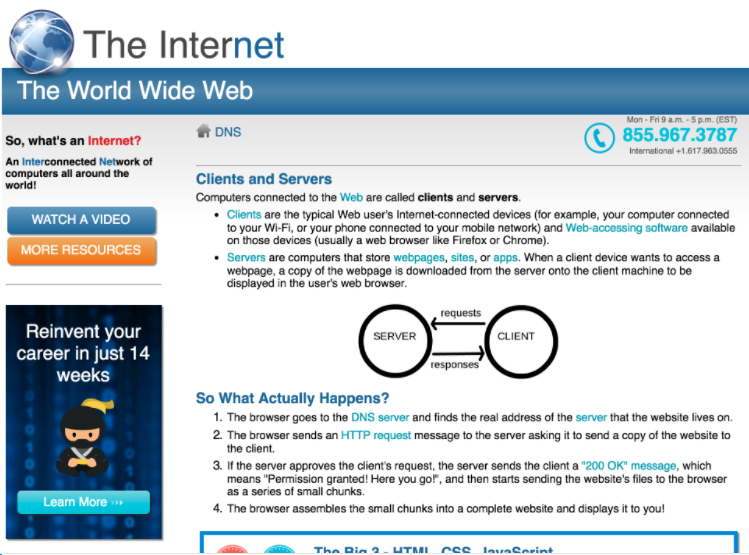 The Internet
The World Wide Web
So, what's an Internet?
An Interconnected Network of
computers all around the
world!
WATCH A VIDEO
MORE RESOURCES
Reinvent your
career in just 14
weeks
Learn More ›››
DNS
Mon - Fri 9 a.m. - 5 p.m. (EST)
855.967.3787
International +1.617.963.0555
Clients and Servers
Computers connected to the Web are called clients and servers.
• Clients are the typical Web user's Internet-connected devices (for example, your computer connected
to your Wi-Fi, or your phone connected to your mobile network) and Web-accessing software available
on those devices (usually a web browser like Firefox or Chrome).
• Servers are computers that store webpages, sites, or apps. When a client device wants to access a
webpage, a copy of the webpage is downloaded from the server onto the client machine to be
displayed in the user's web browser.
requests
SERVER
CLIENT
responses
So What Actually Happens?
1. The browser goes to the DNS server and finds the real address of the server that the website lives on.
2. The browser sends an HTTP request message to the server asking it to send a copy of the website to
the client.
3. If the server approves the client's request, the server sends the client a "200 OK" message, which
means "Permission granted! Here you go!", and then starts sending the website's files to the browser
as a series of small chunks.
4. The browser assembles the small chunks into a complete website and displays it to you!
The Big 3 - HTML, CSS, JavaScript